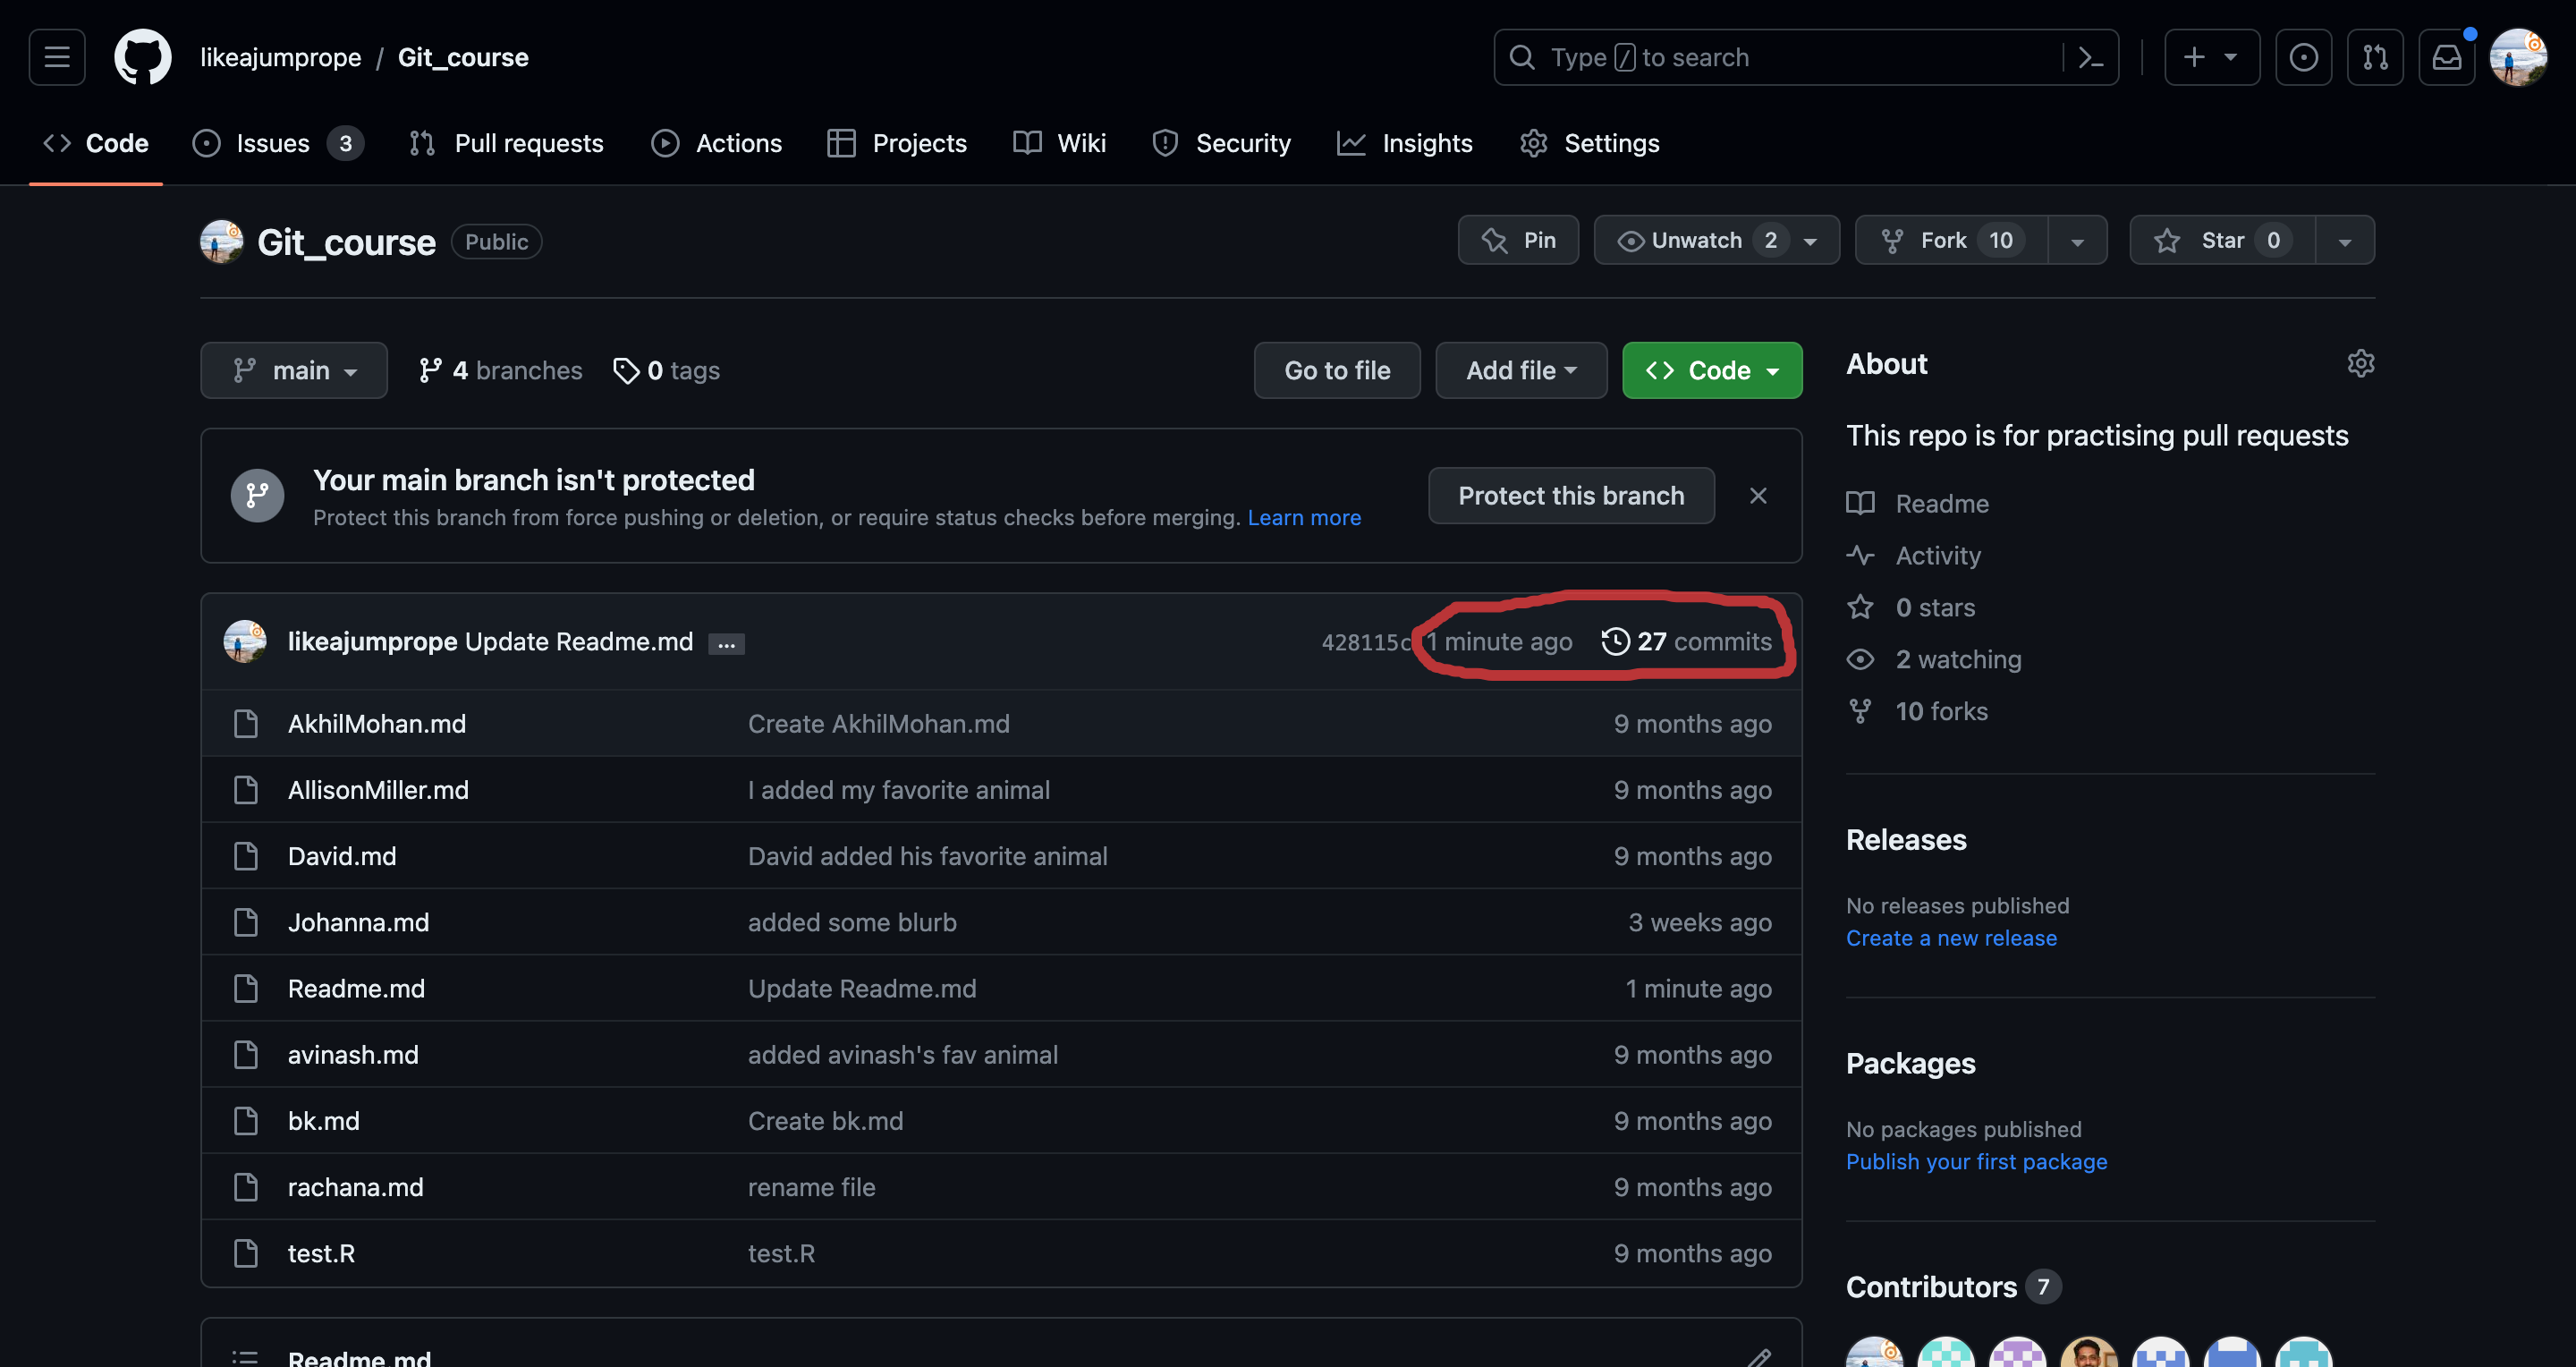 likeajumprope / Git_course
Type / to search
Code
Issues 3
Pull requests
Actions
Projects
Wiki
Security
Insights
Settings
Git_course Public
Pin
Unwatch 2
Fork 10
Star 0
main
4 branches
0 tags
Go to file
Add file
Code
Your main branch isn't protected
Protect this branch from force pushing or deletion, or require status checks before merging. Learn more
Protect this branch
likeajumprope Update Readme.md ... 428115c 1 minute ago 27 commits
AkhilMohan.md Create AkhilMohan.md 9 months ago
AllisonMiller.md I added my favorite animal 9 months ago
David.md David added his favorite animal 9 months ago
Johanna.md added some blurb 3 weeks ago
Readme.md Update Readme.md 1 minute ago
avinash.md added avinash's fav animal 9 months ago
bk.md Create bk.md 9 months ago
rachana.md rename file 9 months ago
test.R test.R 9 months ago
Readme.md
About
This repo is for practising pull requests
Readme
Activity
0 stars
2 watching
10 forks
Releases
No releases published
Create a new release
Packages
No packages published
Publish your first package
Contributors 7